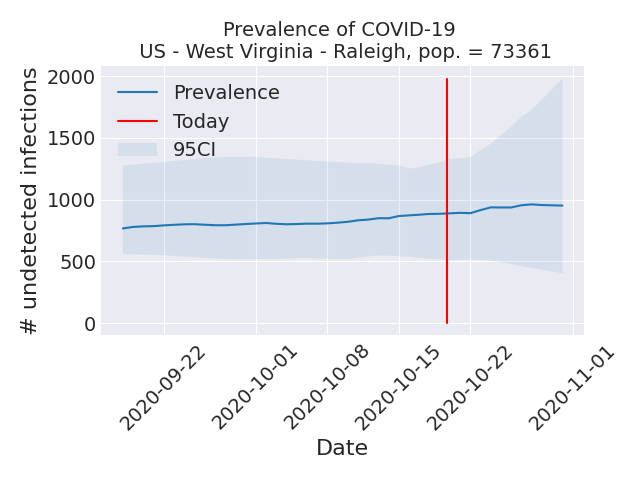 Prevalence of COVID-19
US - West Virginia - Raleigh, pop. = 73361
# undetected infections
2000
1500
1000
500
0
Prevalence
Today
95CI
2020-09-22
2020-10-01
2020-10-08
2020-10-15
2020-10-22
2020-11-01
Date